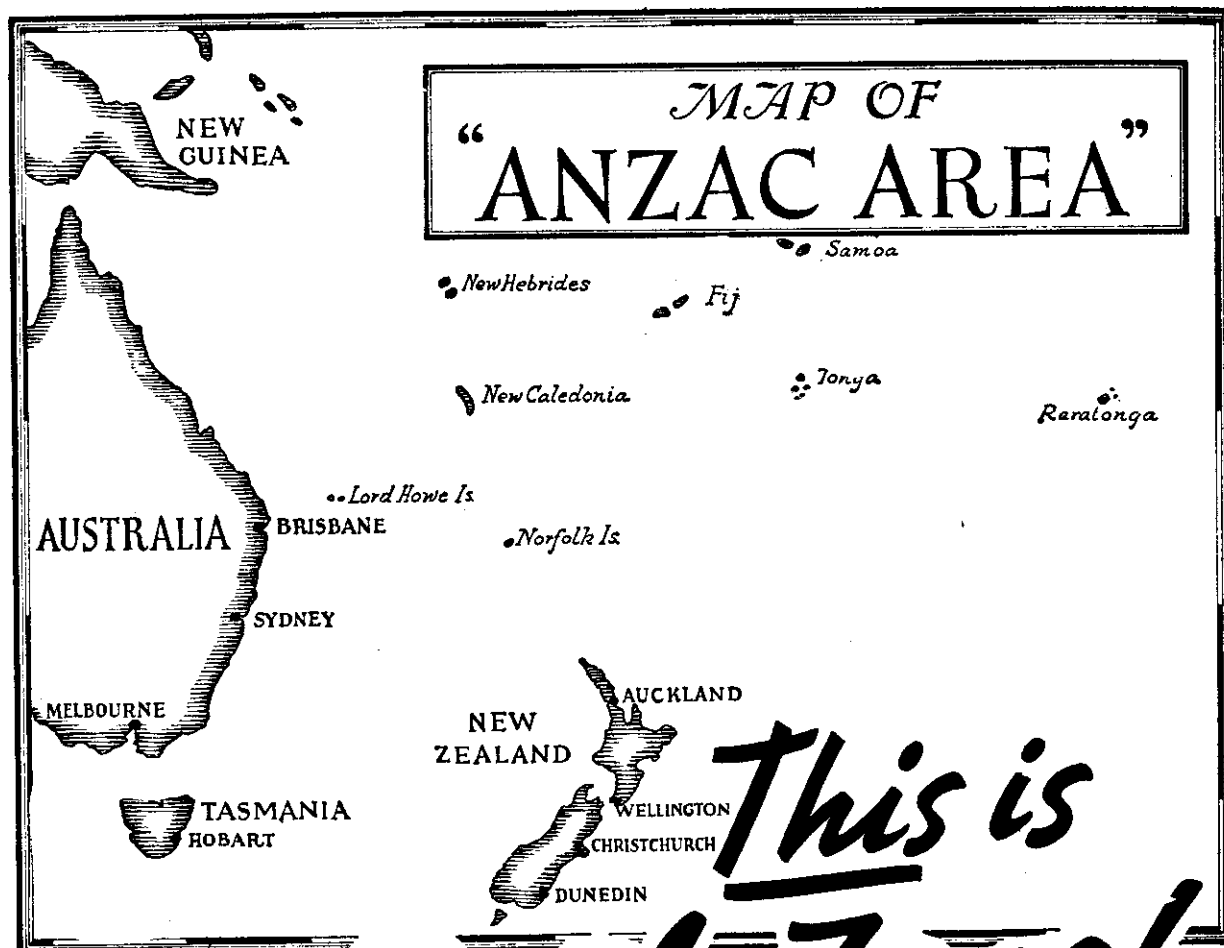 MAP OF
"ANZAC AREA"
NEW
GUINEA
Samoa
New Hebrides
Fij
New Caledonia
Tonga
Raratonga
Lord Howe Is.
AUSTRALIA
BRISBANE
Norfolk Is.
SYDNEY
MELBOURNE
AUCKLAND
NEW
ZEALAND
TASMANIA
HOBART
WELLINGTON
CHRISTCHURCH
DUNEDIN
This is